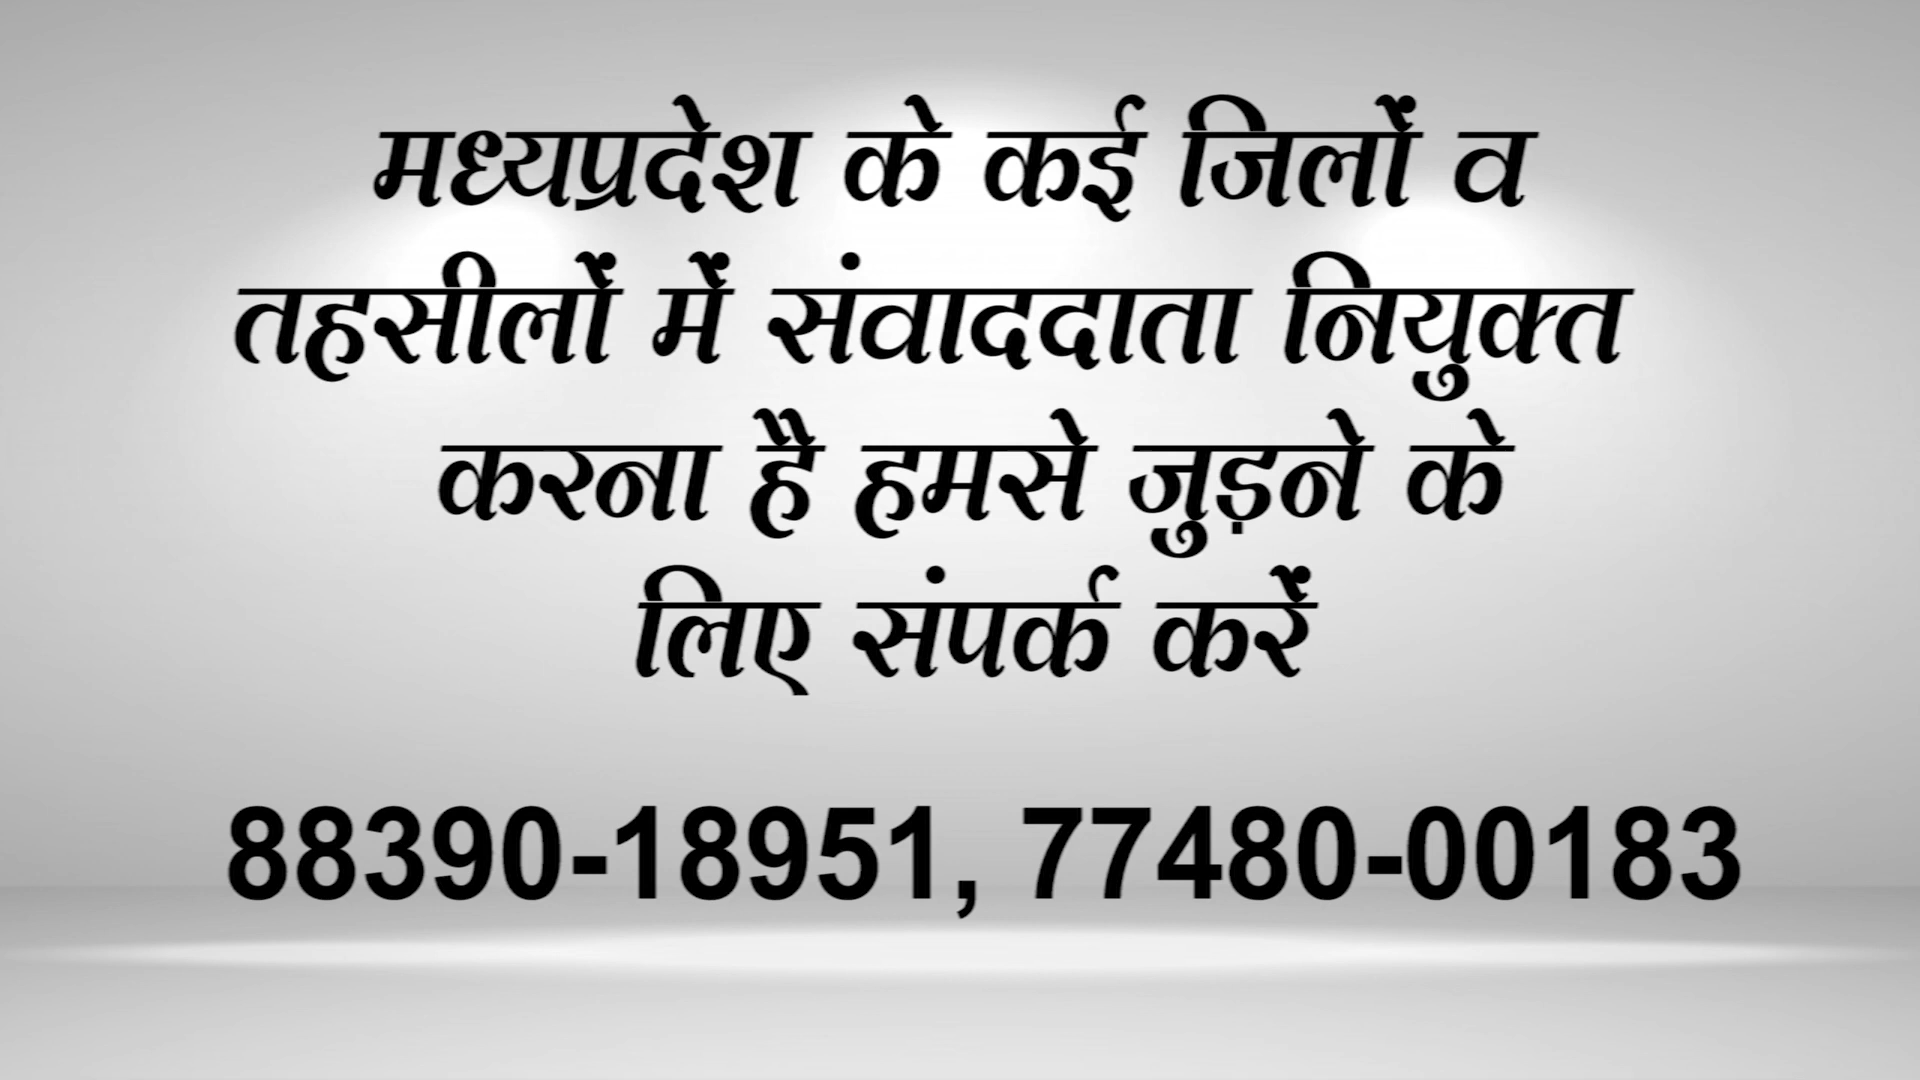 मध्यप्रदेश के कई जिलों व
तहसीलों में संवाददाता नियुक्त
करना है हमसे जुड़ने के
लिए संपर्क करें
88390-18951, 77480-00183